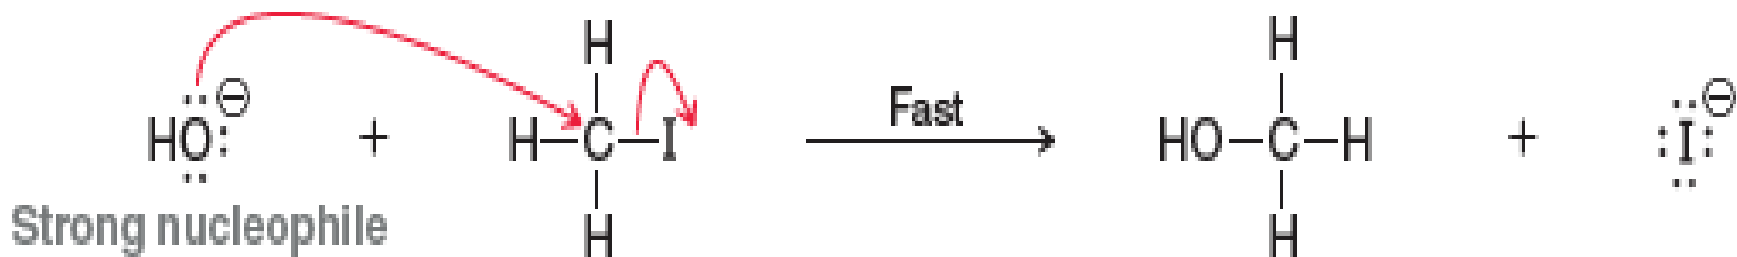 H H
Fast
HO:⊖ + H—C—I → HO—C—H + :I:⊖
Strong nucleophile
H H